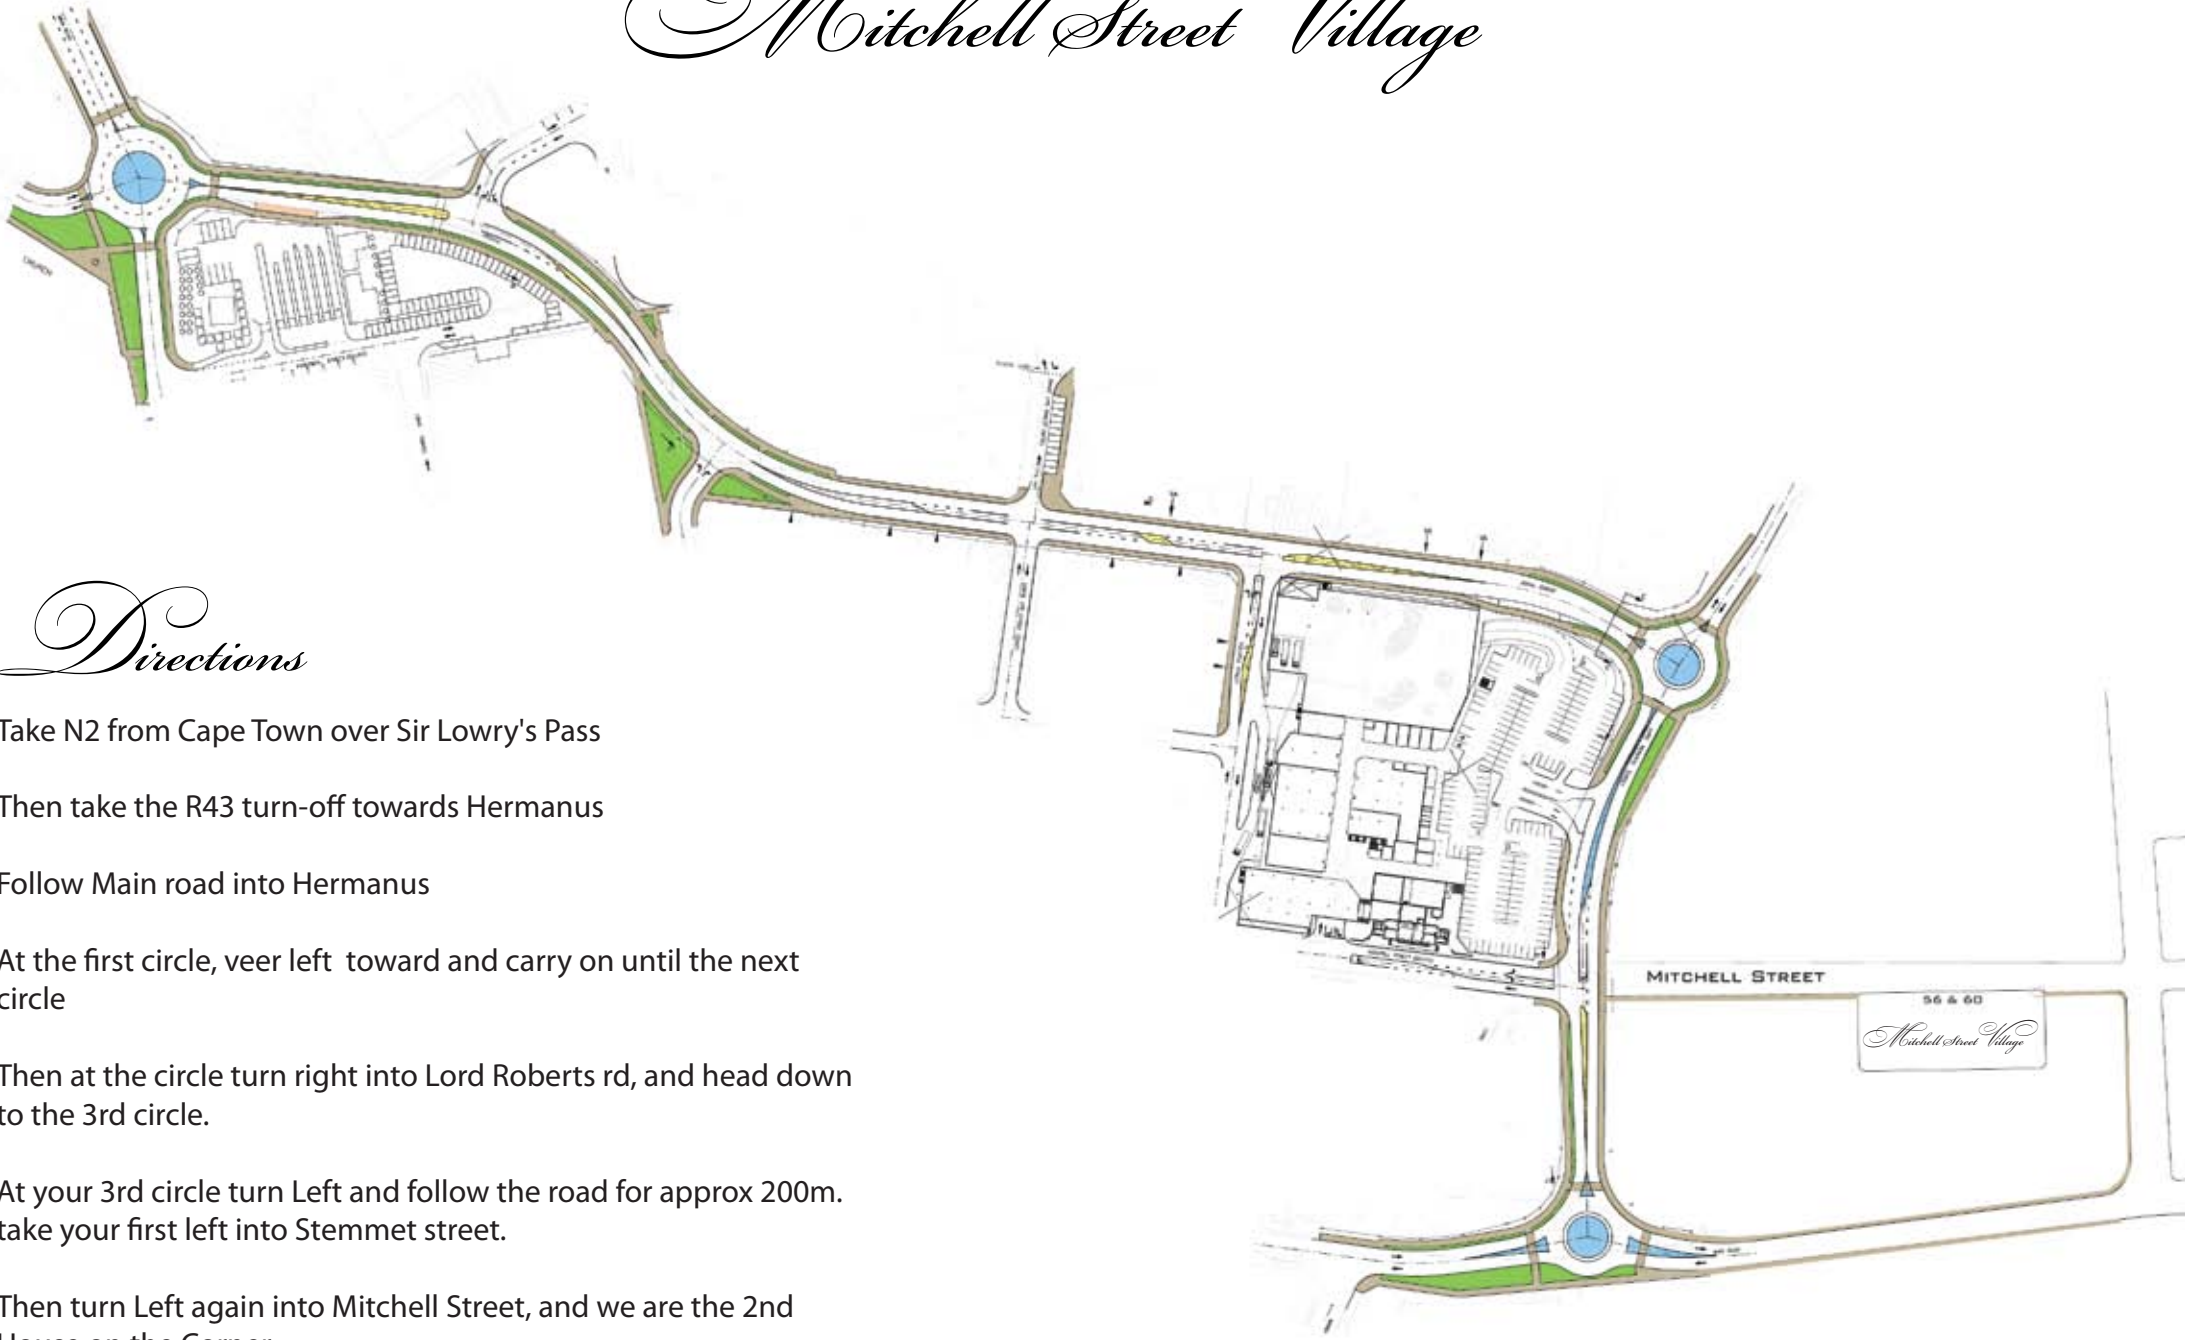 Mitchell Street Village
Directions
Take N2 from Cape Town over Sir Lowry's Pass
Then take the R43 turn-off towards Hermanus
Follow Main road into Hermanus
At the first circle, veer left toward and carry on until the next
circle
Then at the circle turn right into Lord Roberts rd, and head down
to the 3rd circle.
At your 3rd circle turn Left and follow the road for approx 200m.
take your first left into Stemmet street.
Then turn Left again into Mitchell Street, and we are the 2nd
House on the Corner
MITCHELL STREET
56 & 60
Mitchell Street Village